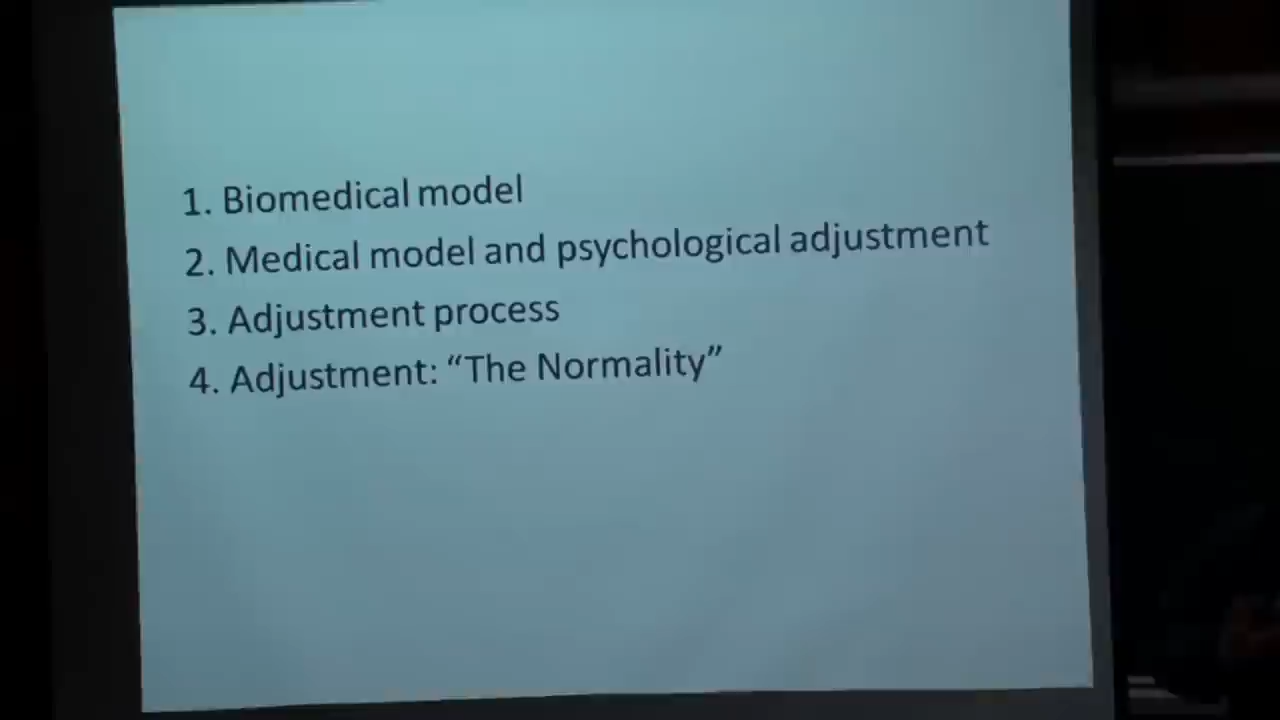 1. Biomedical model
2. Medical model and psychological adjustment
3. Adjustment process
4. Adjustment: “The Normality”